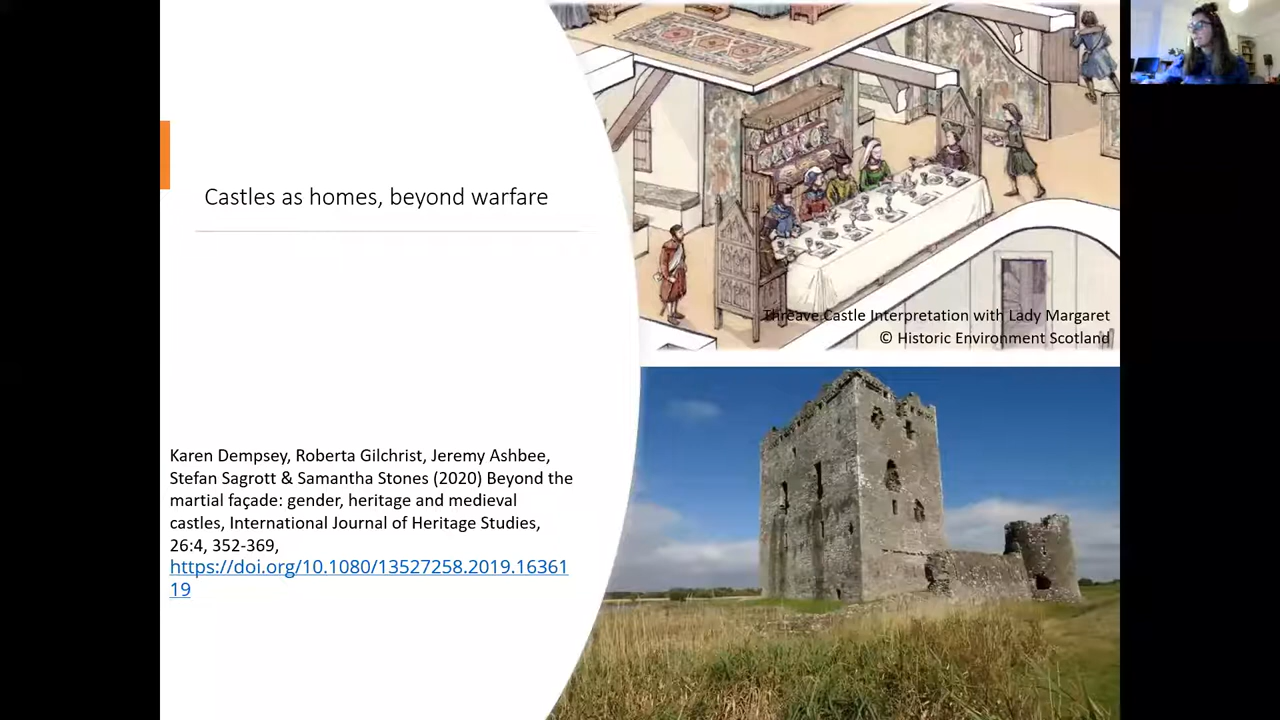 Castles as homes, beyond warfare
Threave Castle Interpretation with Lady Margaret
© Historic Environment Scotland
Karen Dempsey, Roberta Gilchrist, Jeremy Ashbee,
Stefan Sagrott & Samantha Stones (2020) Beyond the
martial façade: gender, heritage and medieval
castles, International Journal of Heritage Studies,
26:4, 352-369,
https://doi.org/10.1080/13527258.2019.16361
19